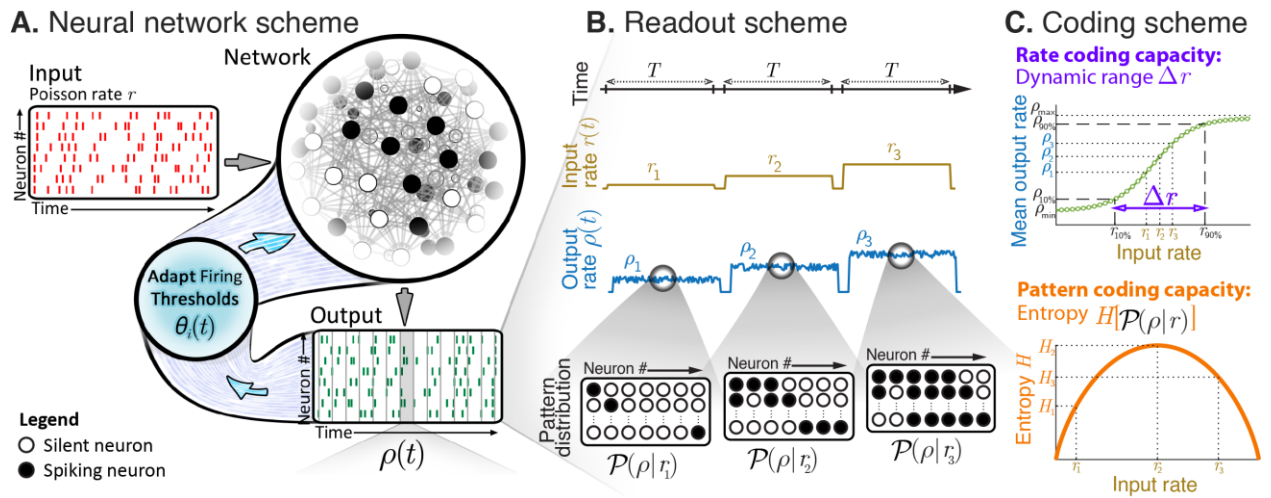 A. Neural network scheme
Input
Poisson rate r
Neuron #
Time
Network
Adapt Firing
Thresholds
θᵢ(t)
Output
Neuron #
Time
ρ(t)
Legend
Silent neuron
Spiking neuron
B. Readout scheme
Time
T
T
T
Input
rate r(t)
r₁
r₂
r₃
Output
rate ρ(t)
ρ₁
ρ₂
ρ₃
Pattern
distribution
Neuron #
Neuron #
Neuron #
P(ρ|r₁)
P(ρ|r₂)
P(ρ|r₃)
C. Coding scheme
Rate coding capacity:
Dynamic range Δr
Mean output rate
ρmax
ρ90%
ρ3
ρ2
ρ1
ρ10%
ρmin
Δr
r10%
r₁
r₂
r₃
r90%
Input rate
Pattern coding capacity:
Entropy H[P(ρ|r)]
Entropy H
H₂
H₃
H₁
r₁
r₂
r₃
Input rate